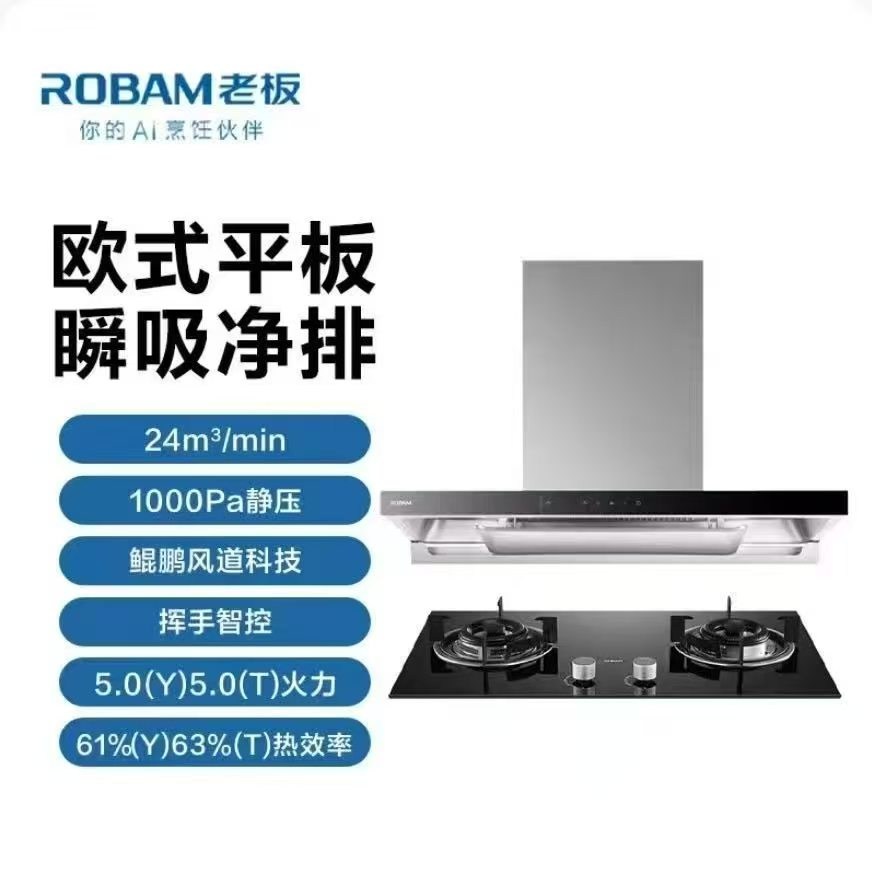 ROBAM老板
你的AI烹饪伙伴
欧式平板
瞬吸净排
24m³/min
1000Pa静压
鲲鹏风道科技
挥手智控
5.0(Y)5.0(T)火力
61%(Y)63%(T)热效率
ROBAM
ROBAM